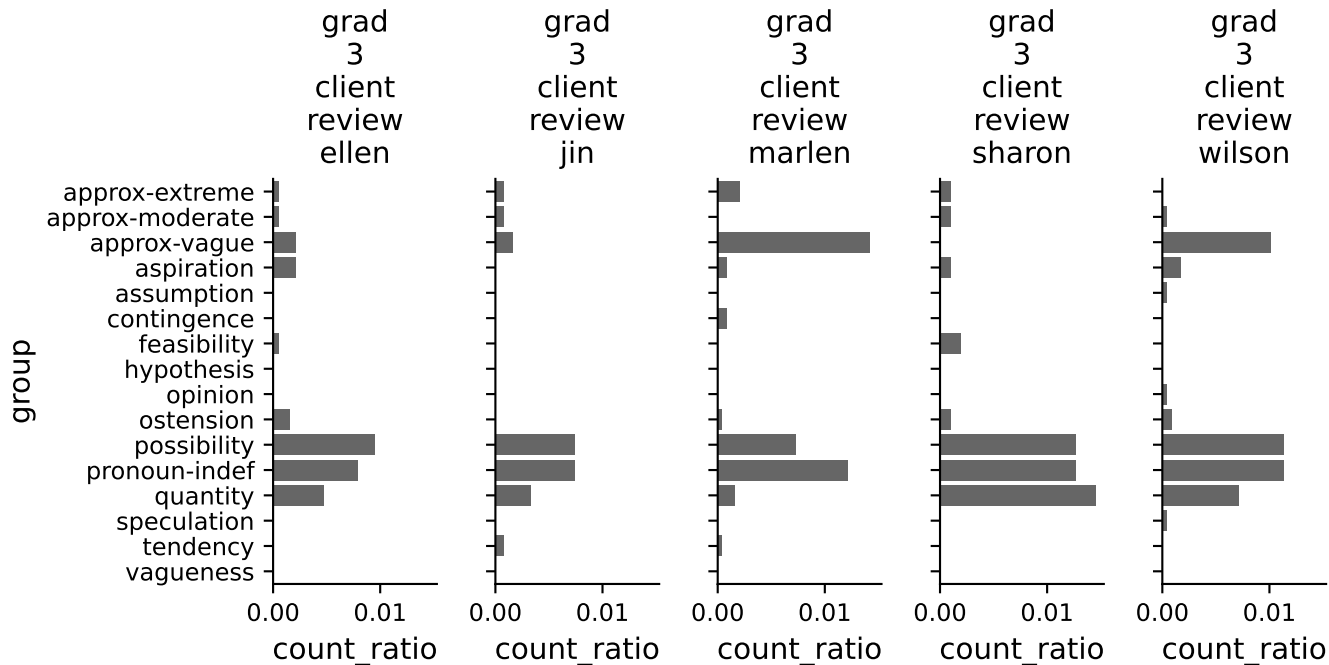 grad
3
client
review
ellen
grad
3
client
review
jin
grad
3
client
review
marlen
grad
3
client
review
sharon
grad
3
client
review
wilson
group
approx-extreme
approx-moderate
approx-vague
aspiration
assumption
contingence
feasibility
hypothesis
opinion
ostension
possibility
pronoun-indef
quantity
speculation
tendency
vagueness
0.00 0.01
count_ratio
0.00 0.01
count_ratio
0.00 0.01
count_ratio
0.00 0.01
count_ratio
0.00 0.01
count_ratio